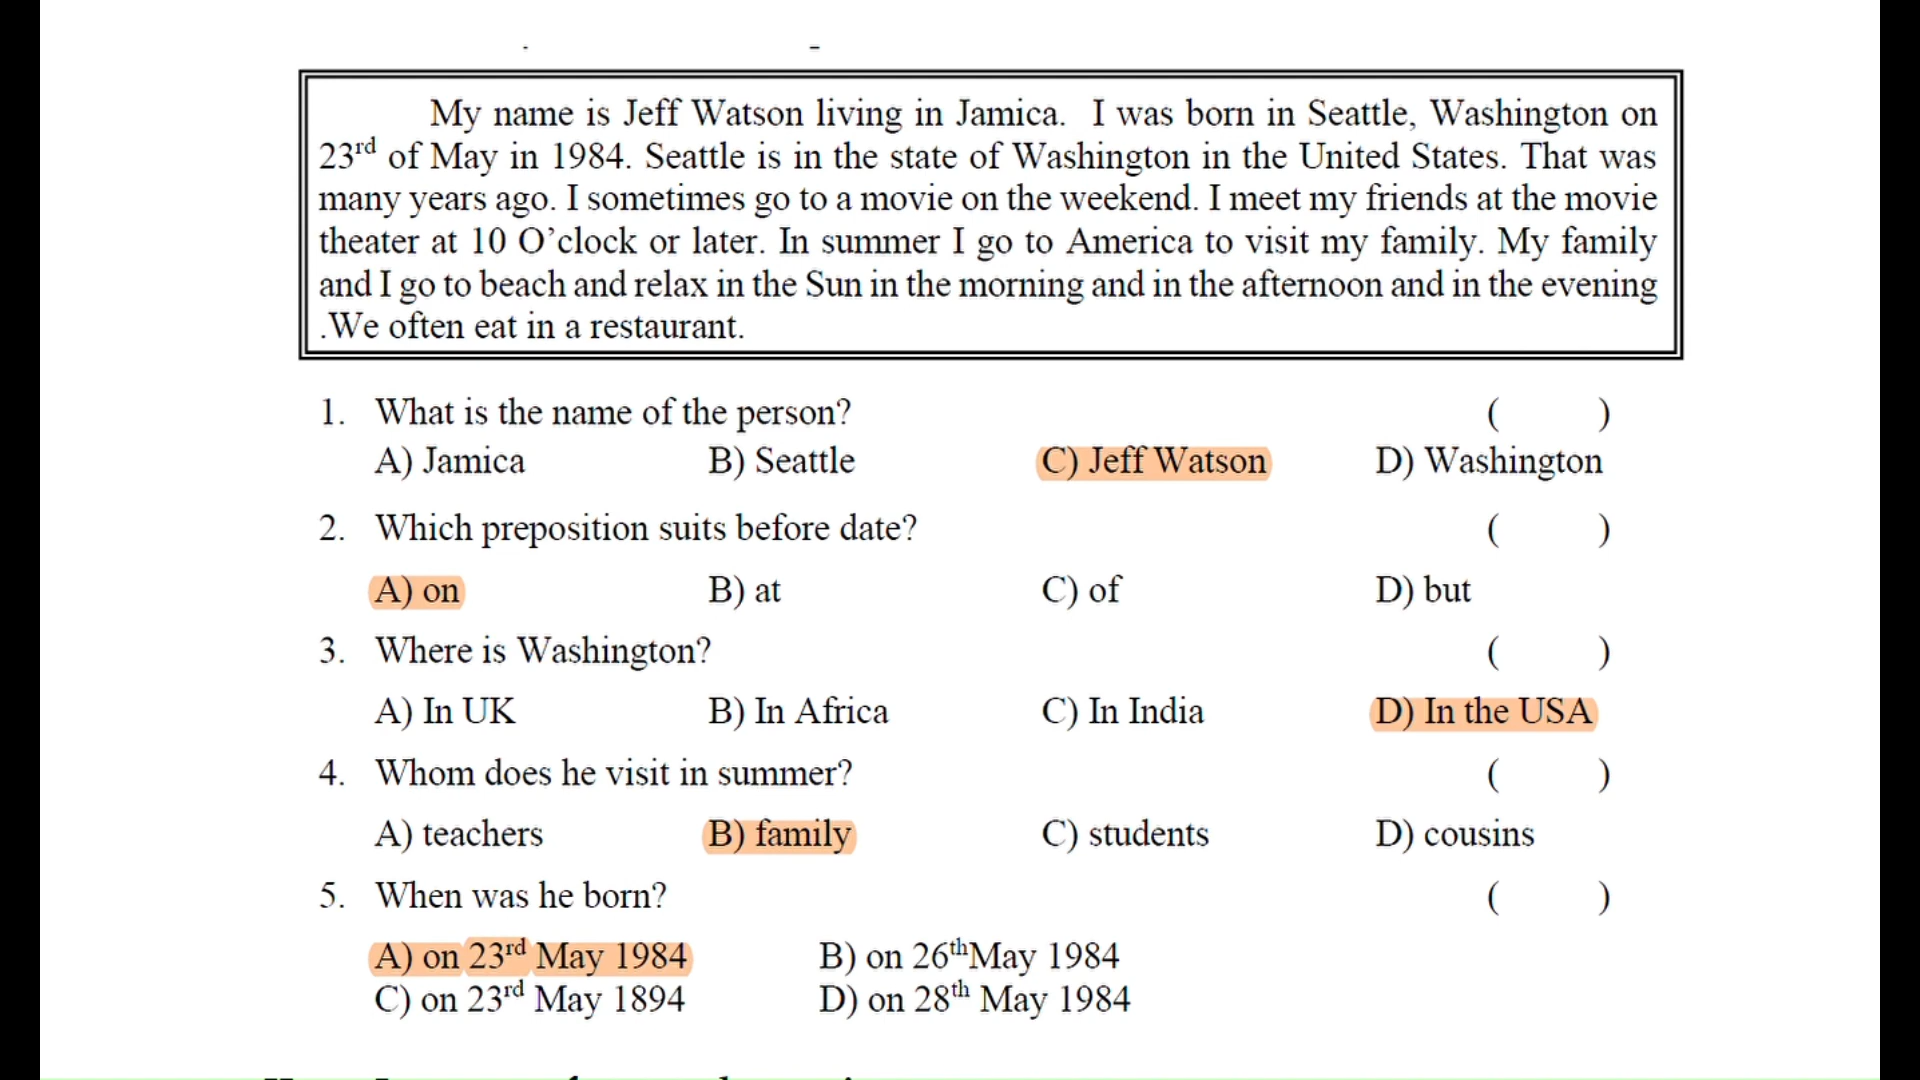 My name is Jeff Watson living in Jamica. I was born in Seattle, Washington on
23rd of May in 1984. Seattle is in the state of Washington in the United States. That was
many years ago. I sometimes go to a movie on the weekend. I meet my friends at the movie
theater at 10 O’clock or later. In summer I go to America to visit my family. My family
and I go to beach and relax in the Sun in the morning and in the afternoon and in the evening
.We often eat in a restaurant.
1. What is the name of the person? ( )
A) Jamica B) Seattle C) Jeff Watson D) Washington
2. Which preposition suits before date? ( )
A) on B) at C) of D) but
3. Where is Washington? ( )
A) In UK B) In Africa C) In India D) In the USA
4. Whom does he visit in summer? ( )
A) teachers B) family C) students D) cousins
5. When was he born? ( )
A) on 23rd May 1984 B) on 26thMay 1984
C) on 23rd May 1894 D) on 28th May 1984